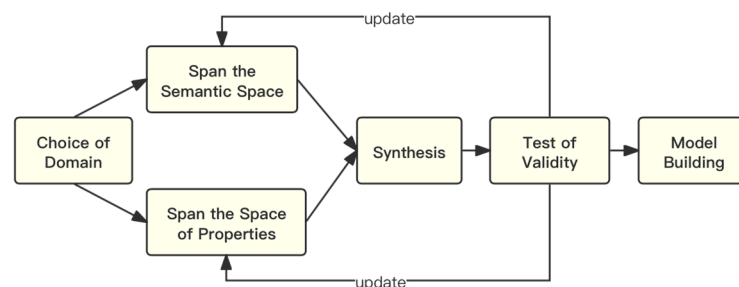 update
Span the
Semantic Space
Choice of
Domain
Synthesis
Test of
Validity
Model
Building
Span the Space
of Properties
update